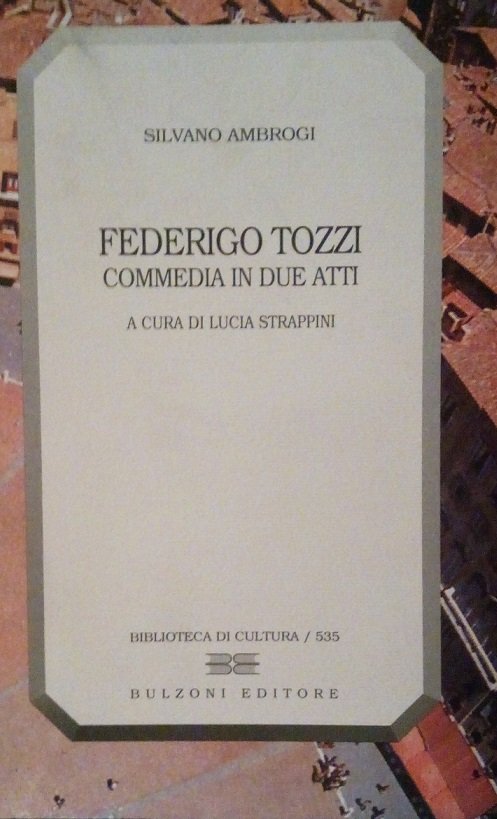 SILVANO AMBROGI
FEDERIGO TOZZI
COMMEDIA IN DUE ATTI
A CURA DI LUCIA STRAPPINI
BIBLIOTECA DI CULTURA / 535
BULZONI EDITORE